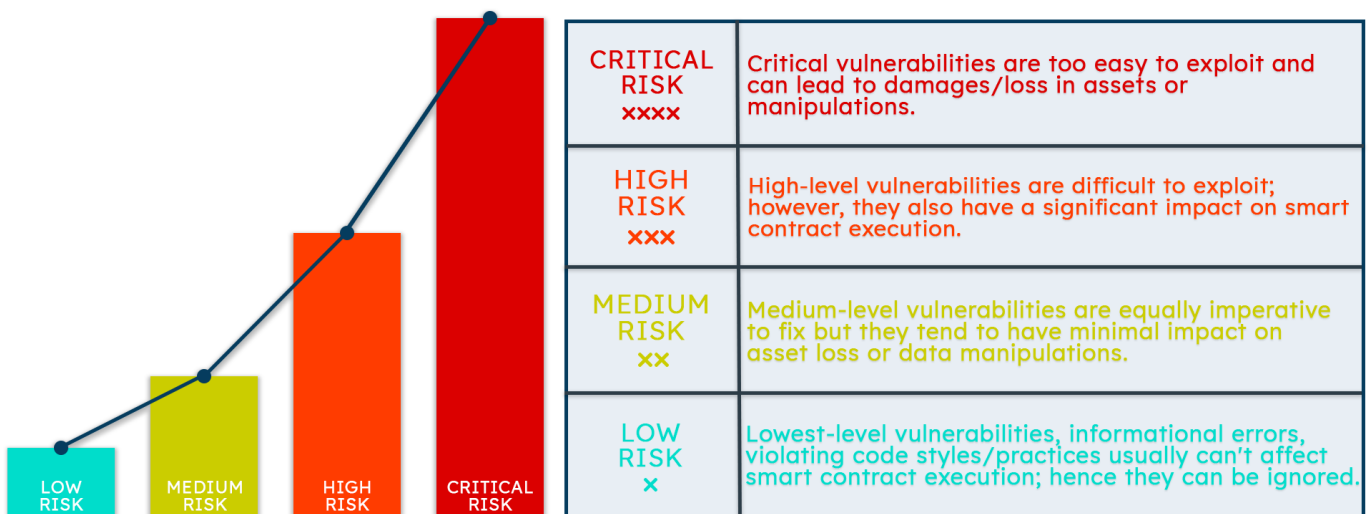 LOW
RISK
MEDIUM
RISK
HIGH
RISK
CRITICAL
RISK
CRITICAL
RISK
××××
Critical vulnerabilities are too easy to exploit and
can lead to damages/loss in assets or
manipulations.
HIGH
RISK
×××
High-level vulnerabilities are difficult to exploit;
however, they also have a significant impact on smart
contract execution.
MEDIUM
RISK
××
Medium-level vulnerabilities are equally imperative
to fix but they tend to have minimal impact on
asset loss or data manipulations.
LOW
RISK
×
Lowest-level vulnerabilities, informational errors,
violating code styles/practices usually can't affect
smart contract execution; hence they can be ignored.